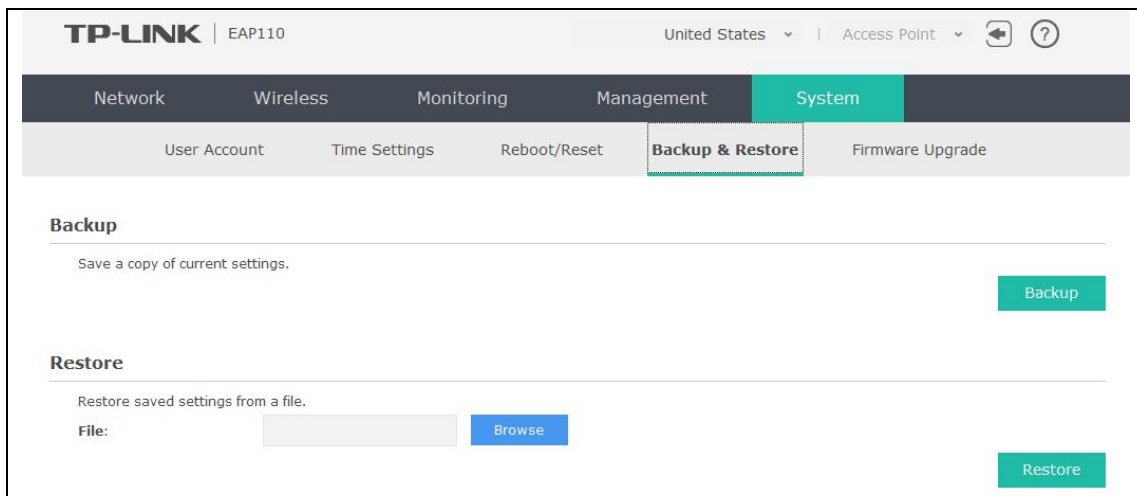 TP-LINK | EAP110 United States | Access Point ?
Network Wireless Monitoring Management System
User Account Time Settings Reboot/Reset Backup & Restore Firmware Upgrade
Backup
Save a copy of current settings.
Backup
Restore
Restore saved settings from a file.
File: Browse
Restore